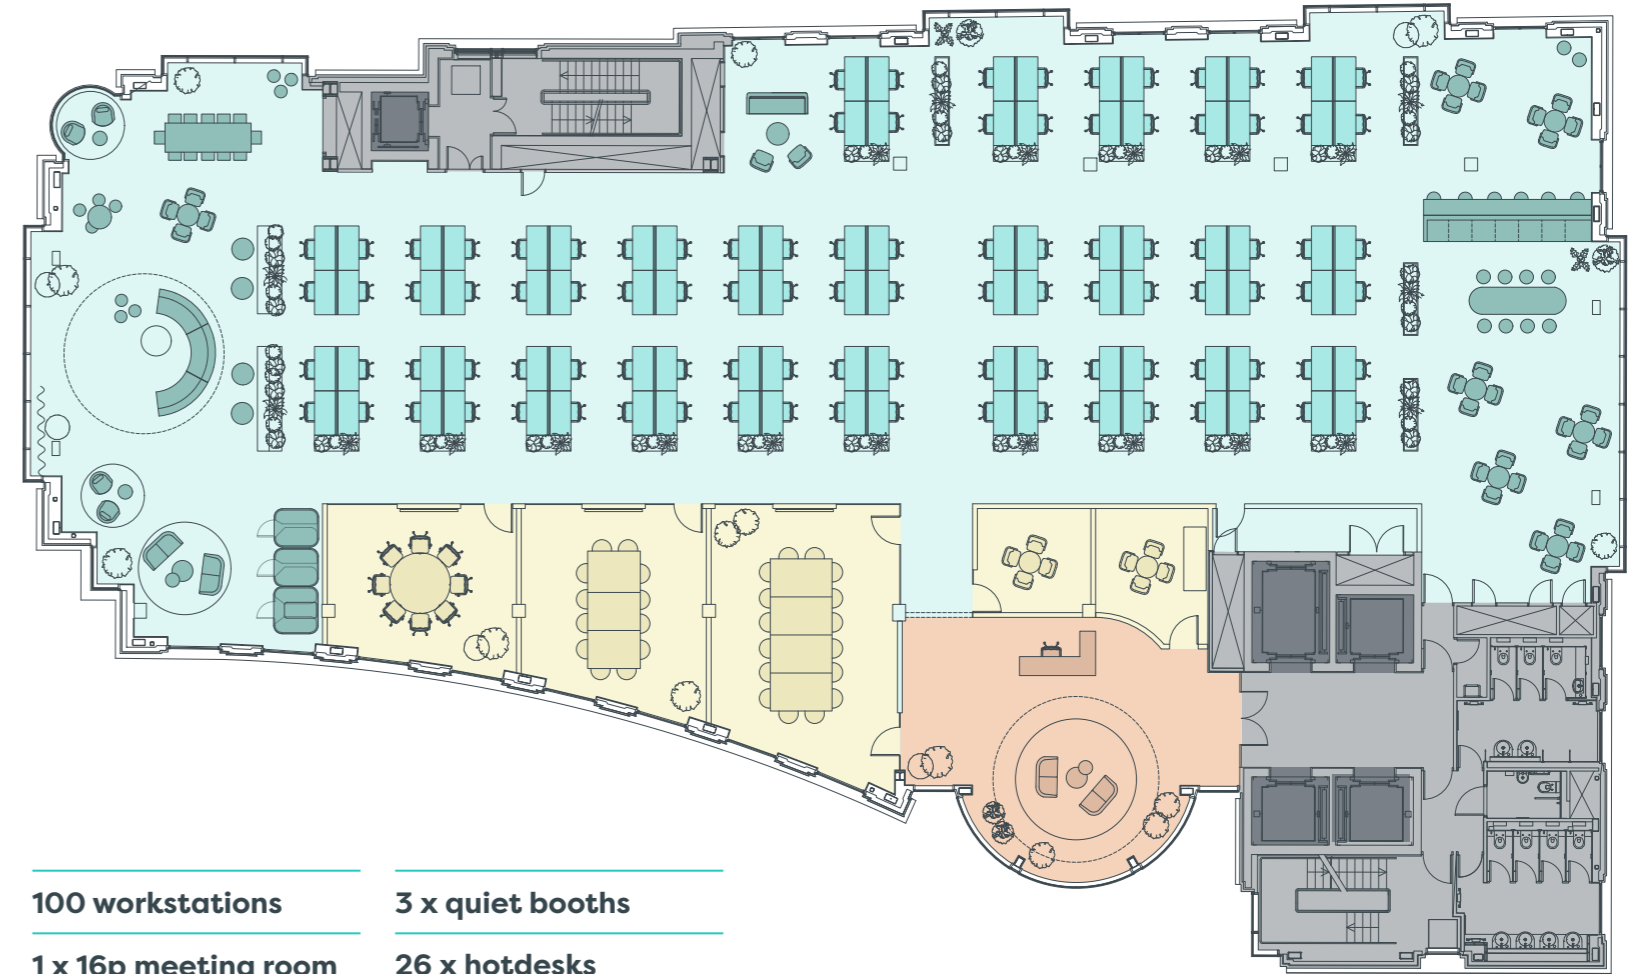 100 workstations
3 x quiet booths
1 x 16p meeting room
26 x hotdesks